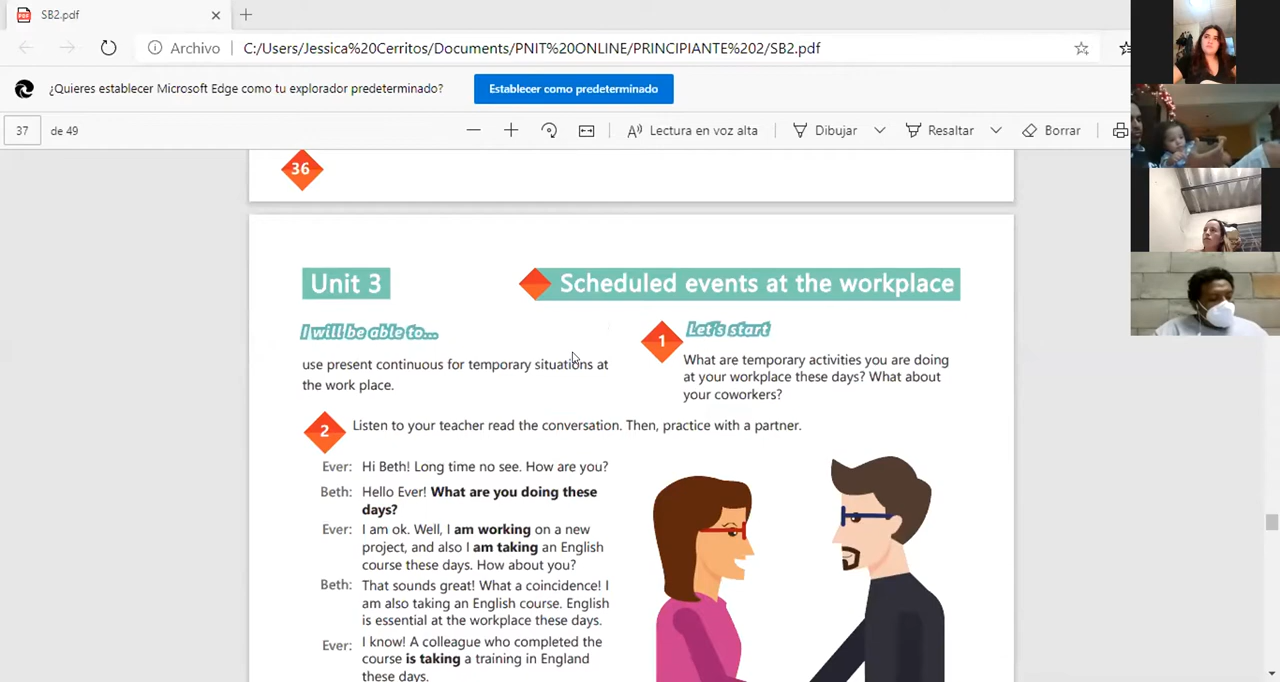 SB2.pdf
Archivo
C:/Users/Jessica%20Cerritos/Documents/PNIT%20ONLINE/PRINCIPIANTE%202/SB2.pdf
¿Quieres establecer Microsoft Edge como tu explorador predeterminado?
Establecer como predeterminado
37 de 49
Lectura en voz alta
Dibujar
Resaltar
Borrar
36
Unit 3
Scheduled events at the workplace
I will be able to...
use present continuous for temporary situations at
the work place.
1
Let's start
What are temporary activities you are doing
at your workplace these days? What about
your coworkers?
2
Listen to your teacher read the conversation. Then, practice with a partner.
Ever: Hi Beth! Long time no see. How are you?
Beth: Hello Ever! What are you doing these
days?
Ever: I am ok. Well, I am working on a new
project, and also I am taking an English
course these days. How about you?
Beth: That sounds great! What a coincidence! I
am also taking an English course. English
is essential at the workplace these days.
Ever: I know! A colleague who completed the
course is taking a training in England
these days.